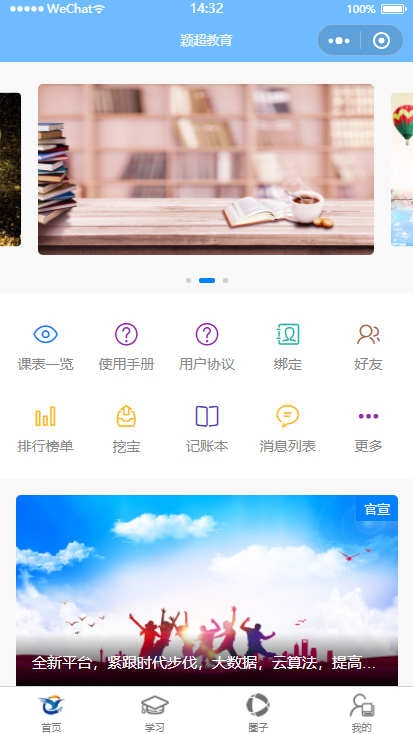 WeChat 14:32 100%
颍超教育
课表一览 使用手册 用户协议 绑定 好友
排行榜单 挖宝 记账本 消息列表 更多
官宣
全新平台，紧跟时代步伐，大数据，云算法，提高...
首页 学习 圈子 我的